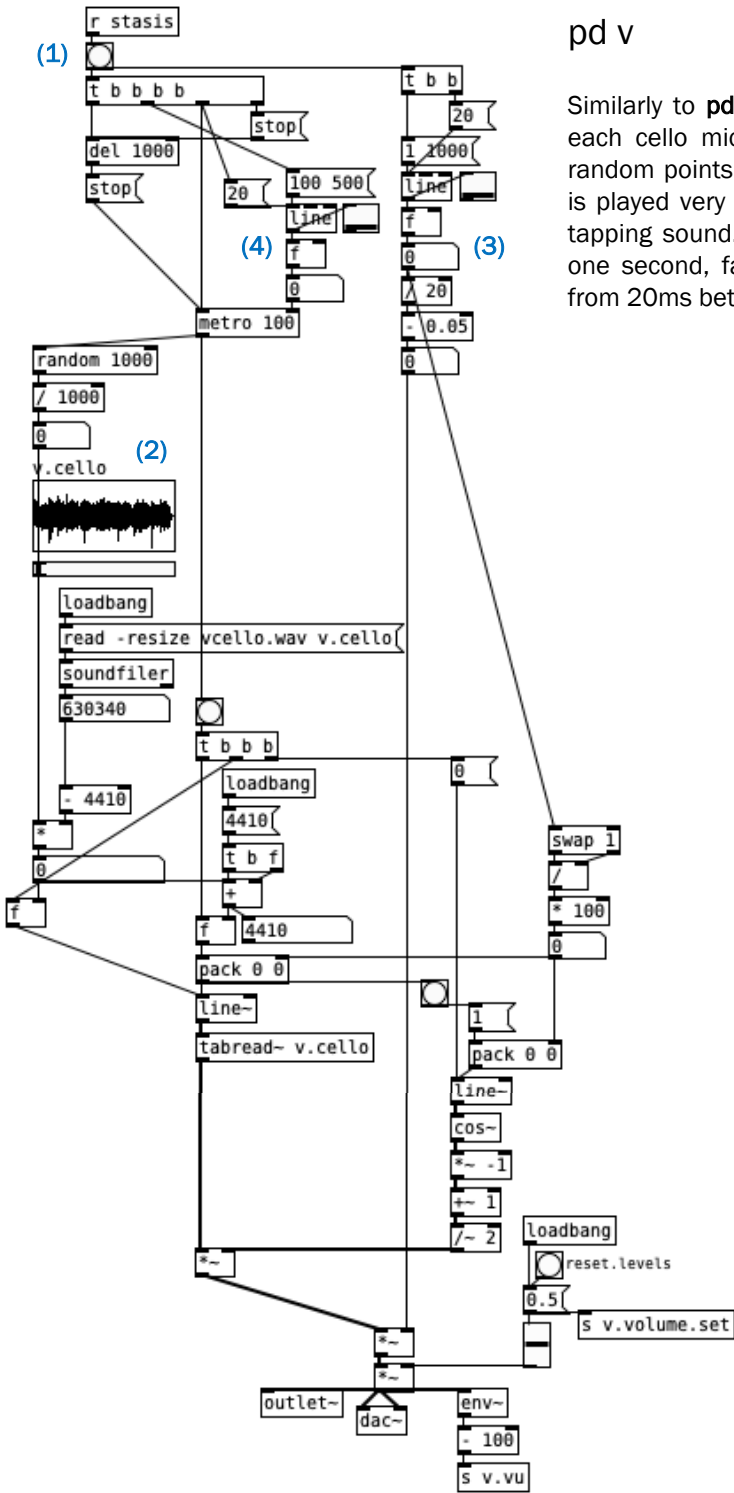 r stasis
pd v
(1)
t b b b b
t b b
Similarly to pd
each cello mic
random points
is played very
tapping sound.
one second, fa
from 20ms bet
20
stop
del 1000
1 1000
stop
20
100 500
line
line
(4)
(3)
f
f
0
0
/ 20
metro 100
- 0.05
random 1000
0
/ 1000
0
(2)
v.cello
loadbang
read -resize vcello.wav v.cello
soundfiler
630340
t b b b
0
loadbang
- 4410
4410
*
swap 1
t b f
0
/
+
f
* 100
f
4410
0
pack 0 0
line~
1
tabread~ v.cello
pack 0 0
line~
cos~
*~ -1
+~ 1
loadbang
/~ 2
*~
reset.levels
0.5
s v.volume.set
*~
*~
outlet~
env~
dac~
- 100
s v.vu